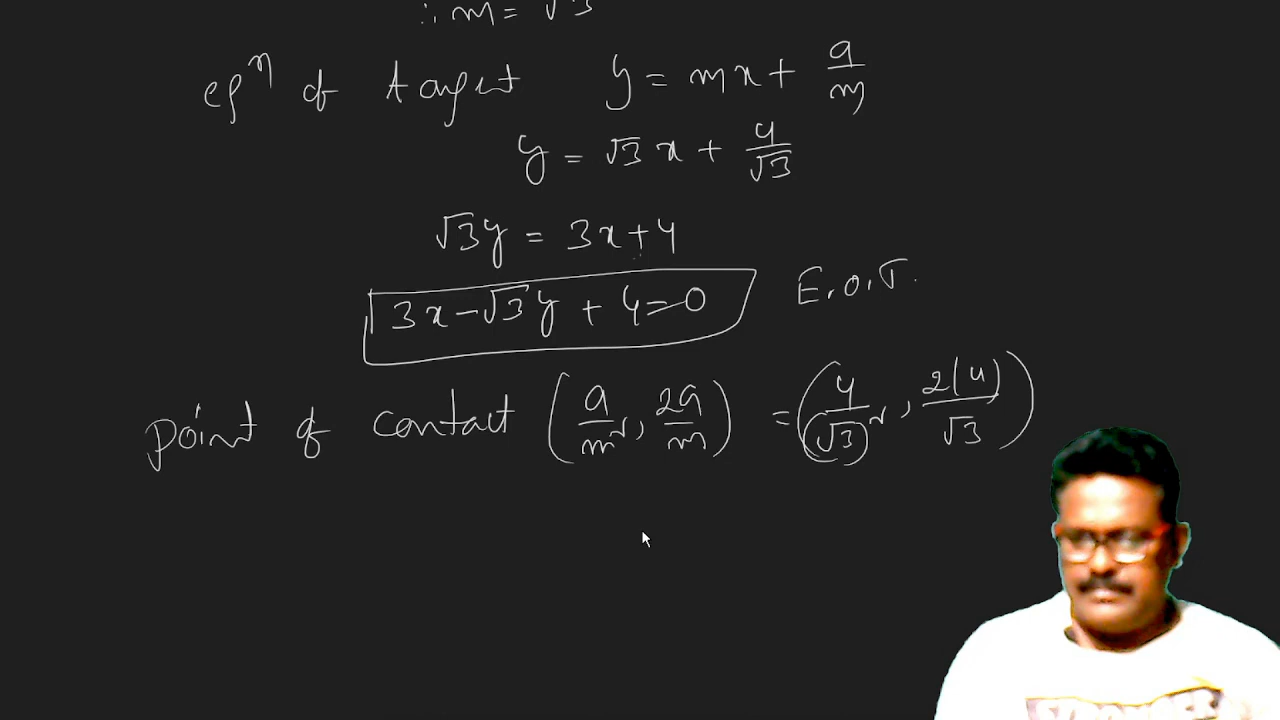 ∴ m = √3
eqⁿ of tangent y = mx + a/m
y = √3 x + 4/√3
√3y = 3x+4
3x-√3y + 4=0 E.O.T.
point of contact (a/m², 2a/m) = (4/(√3)², 2(4)/√3)